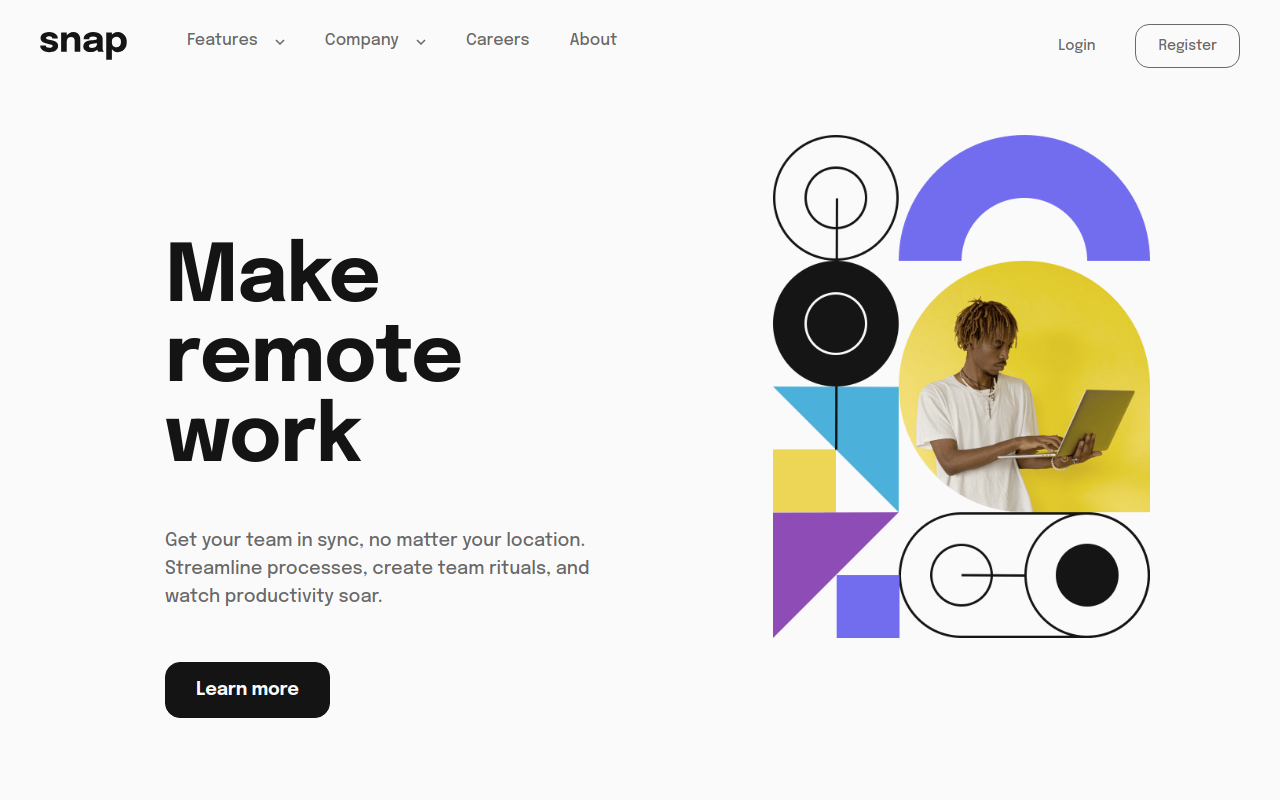 snap
Features
Company
Careers
About
Login
Register
Make
remote
work
Get your team in sync, no matter your location.
Streamline processes, create team rituals, and
watch productivity soar.
Learn more